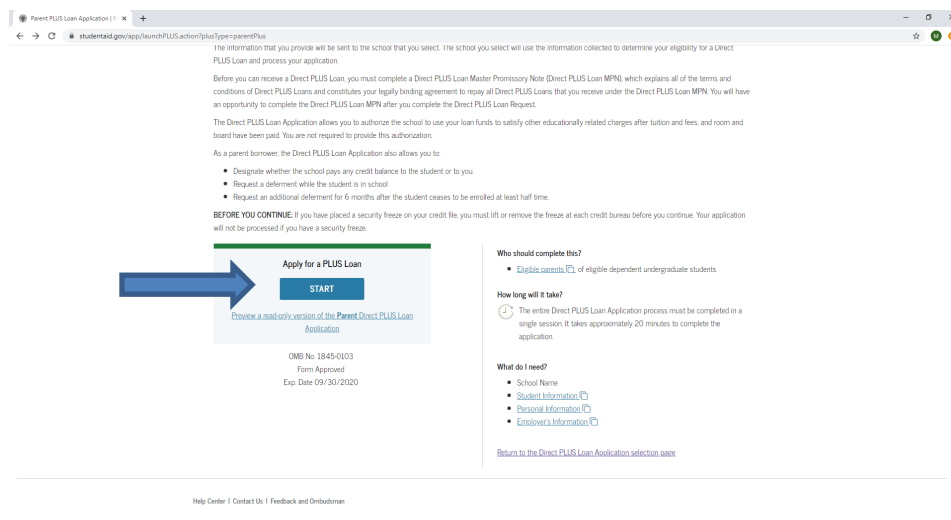 Parent PLUS Loan Application |
studentaid.gov/app/launchPLUS.action?plusType=parentPlus
M
The information that you provide will be sent to the school that you select. The school you select will use the information collected to determine your eligibility for a Direct
PLUS Loan and process your application.
Before you can receive a Direct PLUS Loan, you must complete a Direct PLUS Loan Master Promissory Note (Direct PLUS Loan MPN), which explains all of the terms and
conditions of Direct PLUS Loans and constitutes your legally binding agreement to repay all Direct PLUS Loans that you receive under the Direct PLUS Loan MPN. You will have
an opportunity to complete the Direct PLUS Loan MPN after you complete the Direct PLUS Loan Request.
The Direct PLUS Loan Application allows you to authorize the school to use your loan funds to satisfy other educationally related charges after tuition and fees, and room and
board have been paid. You are not required to provide this authorization.
As a parent borrower, the Direct PLUS Loan Application also allows you to:
Designate whether the school pays any credit balance to the student or to you.
Request a deferment while the student is in school
Request an additional deferment for 6 months after the student ceases to be enrolled at least half time.
BEFORE YOU CONTINUE: If you have placed a security freeze on your credit file, you must lift or remove the freeze at each credit bureau before you continue. Your application
will not be processed if you have a security freeze.
Apply for a PLUS Loan
START
Preview a read-only version of the Parent Direct PLUS Loan
Application
OMB No. 1845-0103
Form Approved
Exp. Date 09/30/2020
Who should complete this?
Eligible parents of eligible dependent undergraduate students
How long will it take?
The entire Direct PLUS Loan Application process must be completed in a
single session. It takes approximately 20 minutes to complete the
application.
What do I need?
School Name
Student Information
Personal Information
Employer's Information
Return to the Direct PLUS Loan Application selection page
Help Center | Contact Us | Feedback and Ombudsman